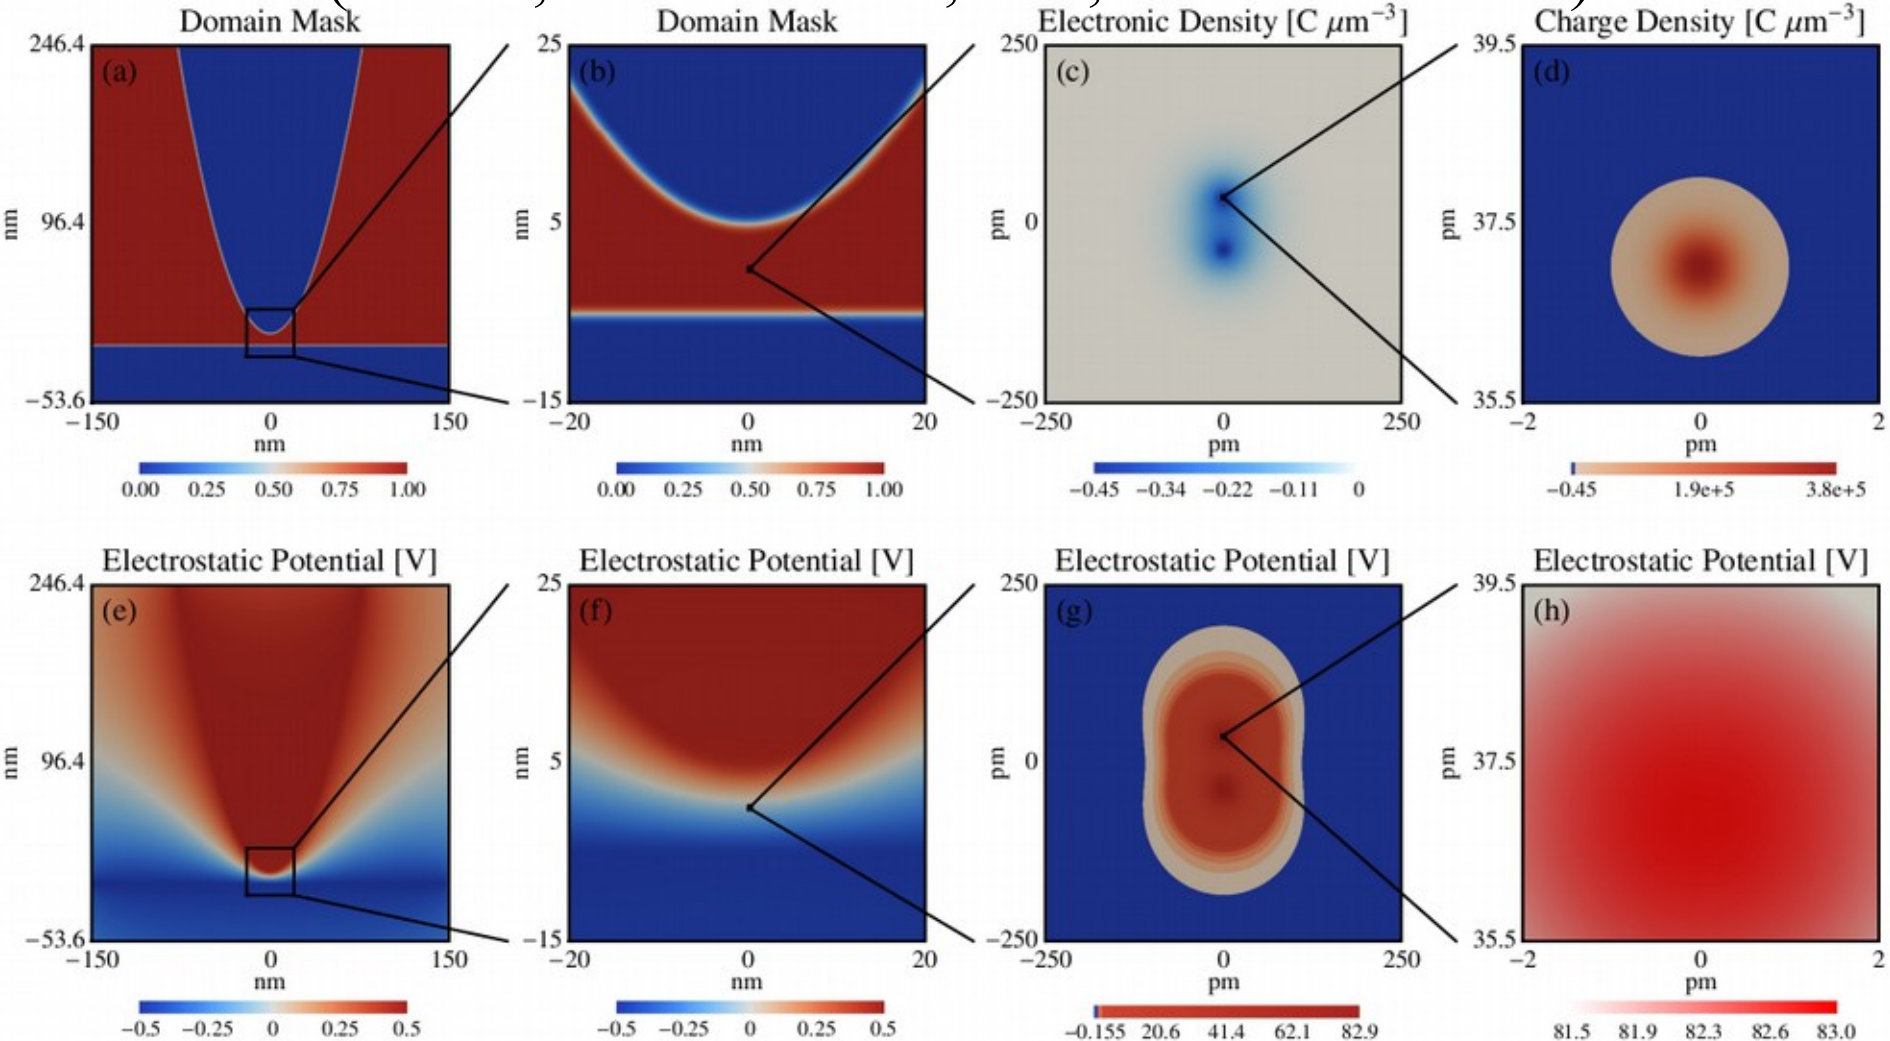 Domain Mask
246.4
(a)
nm
96.4
−53.6
−150
0
150
nm
0.00 0.25 0.50 0.75 1.00
Domain Mask
25
(b)
nm
5
−15
−20
0
20
nm
0.00 0.25 0.50 0.75 1.00
Electronic Density [C μm⁻³]
250
(c)
pm
0
−250
−250
0
250
pm
−0.45 −0.34 −0.22 −0.11 0
Charge Density [C μm⁻³]
39.5
(d)
pm
37.5
35.5
−2
0
2
pm
−0.45 1.9e+5 3.8e+5
Electrostatic Potential [V]
246.4
(e)
nm
96.4
−53.6
−150
0
150
nm
−0.5 −0.25 0 0.25 0.5
Electrostatic Potential [V]
25
(f)
nm
5
−15
−20
0
20
nm
−0.5 −0.25 0 0.25 0.5
Electrostatic Potential [V]
250
(g)
pm
0
−250
−250
0
250
pm
−0.155 20.6 41.4 62.1 82.9
Electrostatic Potential [V]
39.5
(h)
pm
37.5
35.5
−2
0
2
pm
81.5 81.9 82.3 82.6 83.0